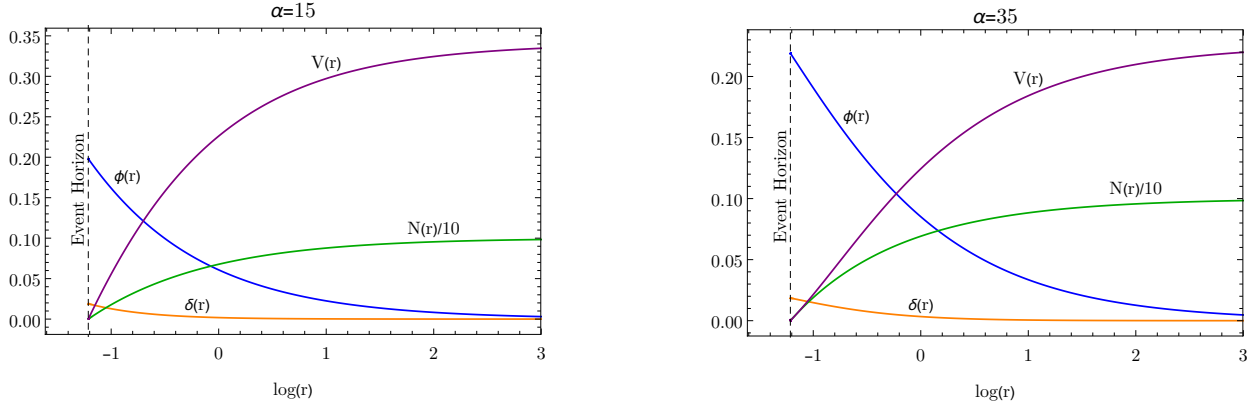 α=15
0.35
0.30
0.25
0.20
0.15
0.10
0.05
0.00
Event Horizon
V(r)
ϕ(r)
N(r)/10
δ(r)
−1
0
1
2
3
log(r)
α=35
0.20
0.15
0.10
0.05
0.00
Event Horizon
V(r)
ϕ(r)
N(r)/10
δ(r)
−1
0
1
2
3
log(r)